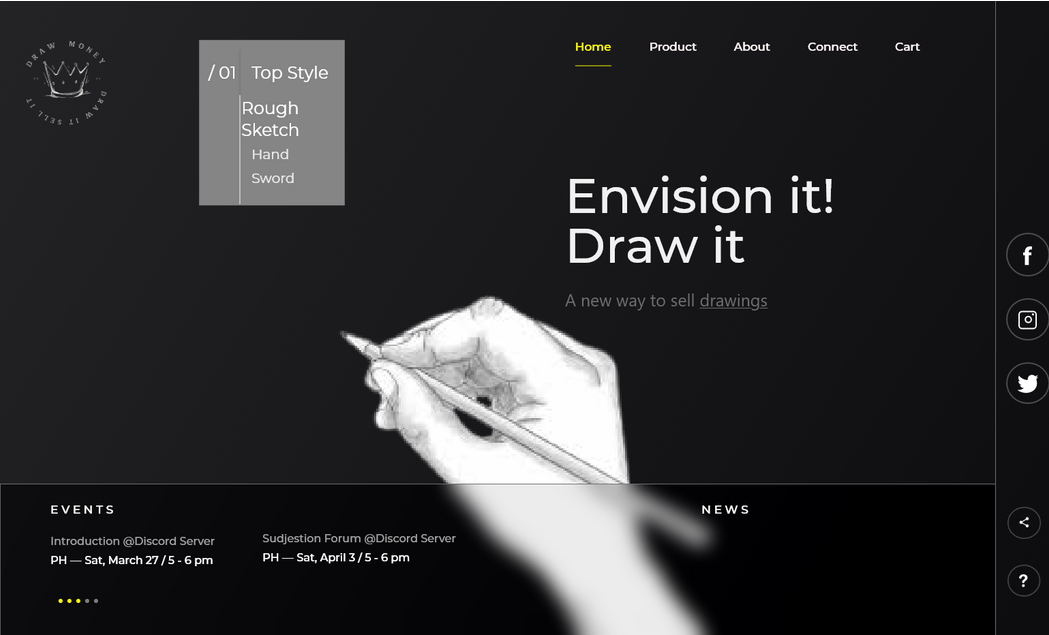 DRAW MONEY
DRAW IT SELL IT
/ 01 Top Style
Rough
Sketch
Hand
Sword
Home Product About Connect Cart
Envision it!
Draw it
A new way to sell drawings
EVENTS
Introduction @Discord Server
PH — Sat, March 27 / 5 - 6 pm
Sudjestion Forum @Discord Server
PH — Sat, April 3 / 5 - 6 pm
NEWS
?